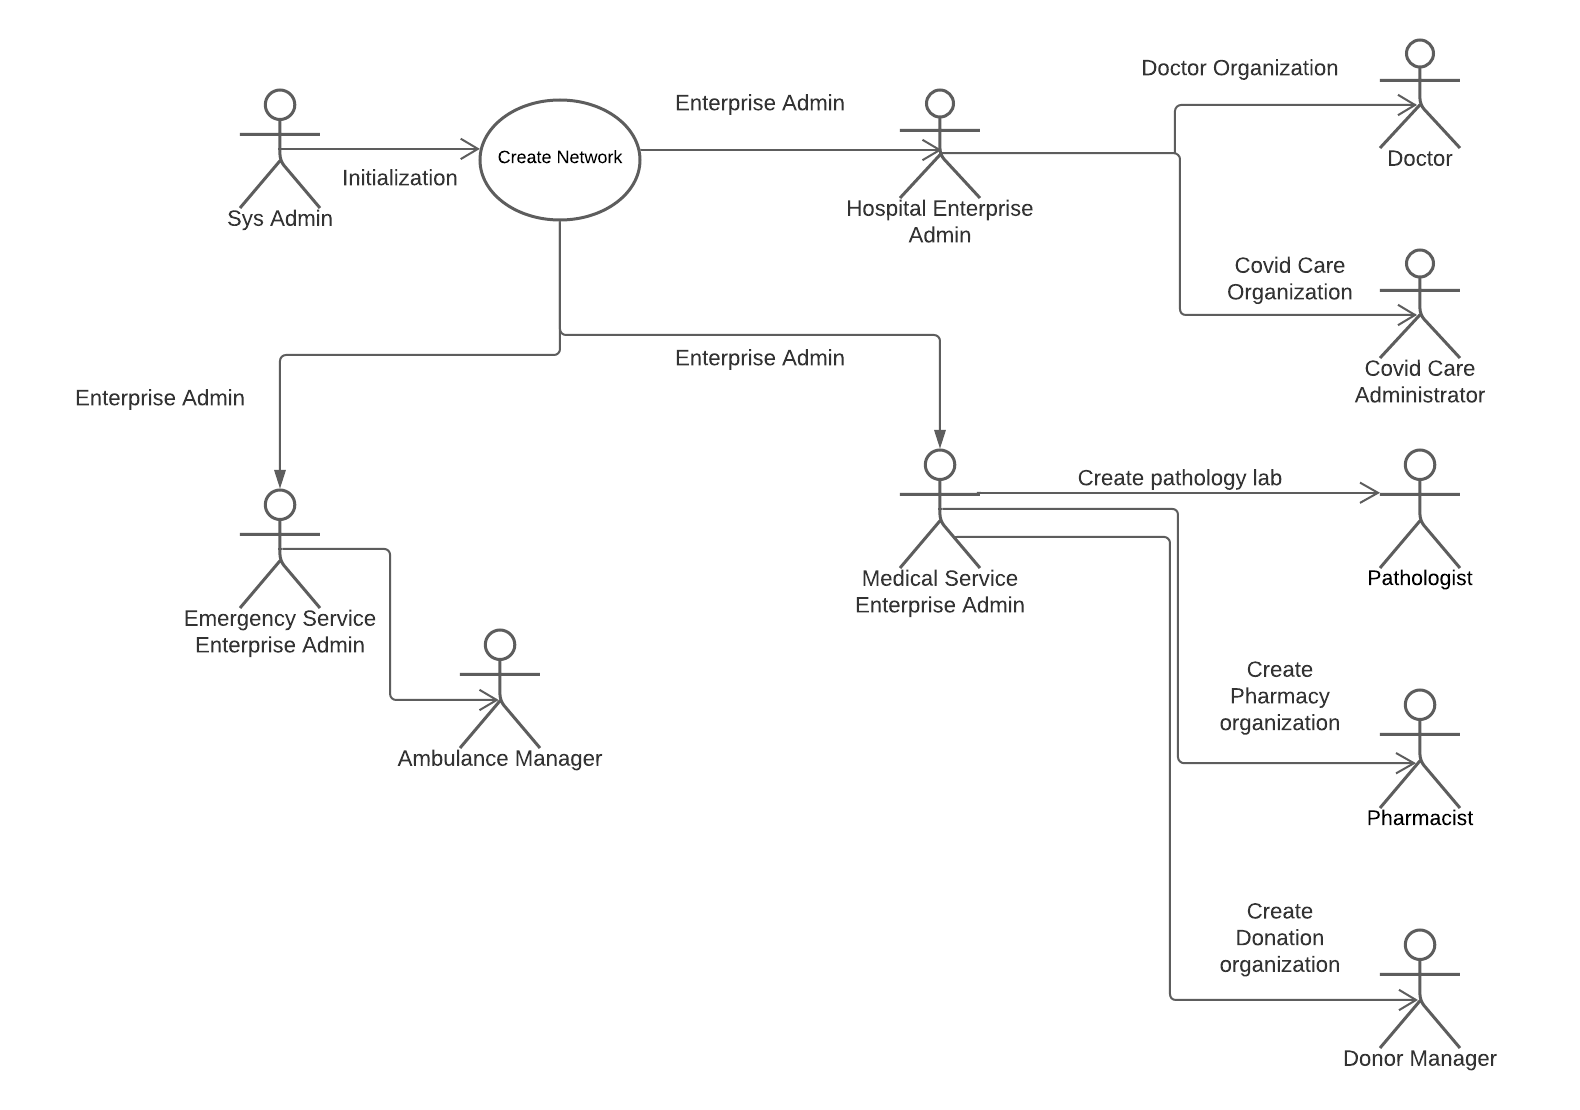 Doctor Organization
Enterprise Admin
Create Network
Initialization
Sys Admin
Hospital Enterprise
Admin
Doctor
Covid Care
Organization
Covid Care
Administrator
Enterprise Admin
Enterprise Admin
Create pathology lab
Medical Service
Enterprise Admin
Pathologist
Emergency Service
Enterprise Admin
Ambulance Manager
Create
Pharmacy
organization
Pharmacist
Create
Donation
organization
Donor Manager